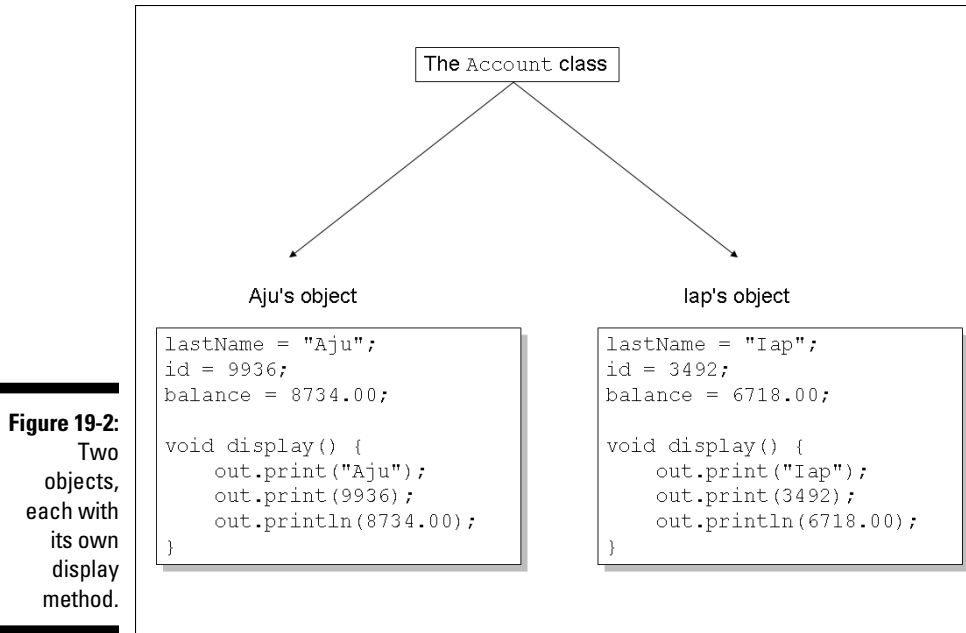 The Account class
Aju's object
lastName = "Aju";
id = 9936;
balance = 8734.00;
void display() {
    out.print("Aju");
    out.print(9936);
    out.println(8734.00);
}
Iap's object
lastName = "Iap";
id = 3492;
balance = 6718.00;
void display() {
    out.print("Iap");
    out.print(3492);
    out.println(6718.00);
}
Figure 19-2:
Two
objects,
each with
its own
display
method.